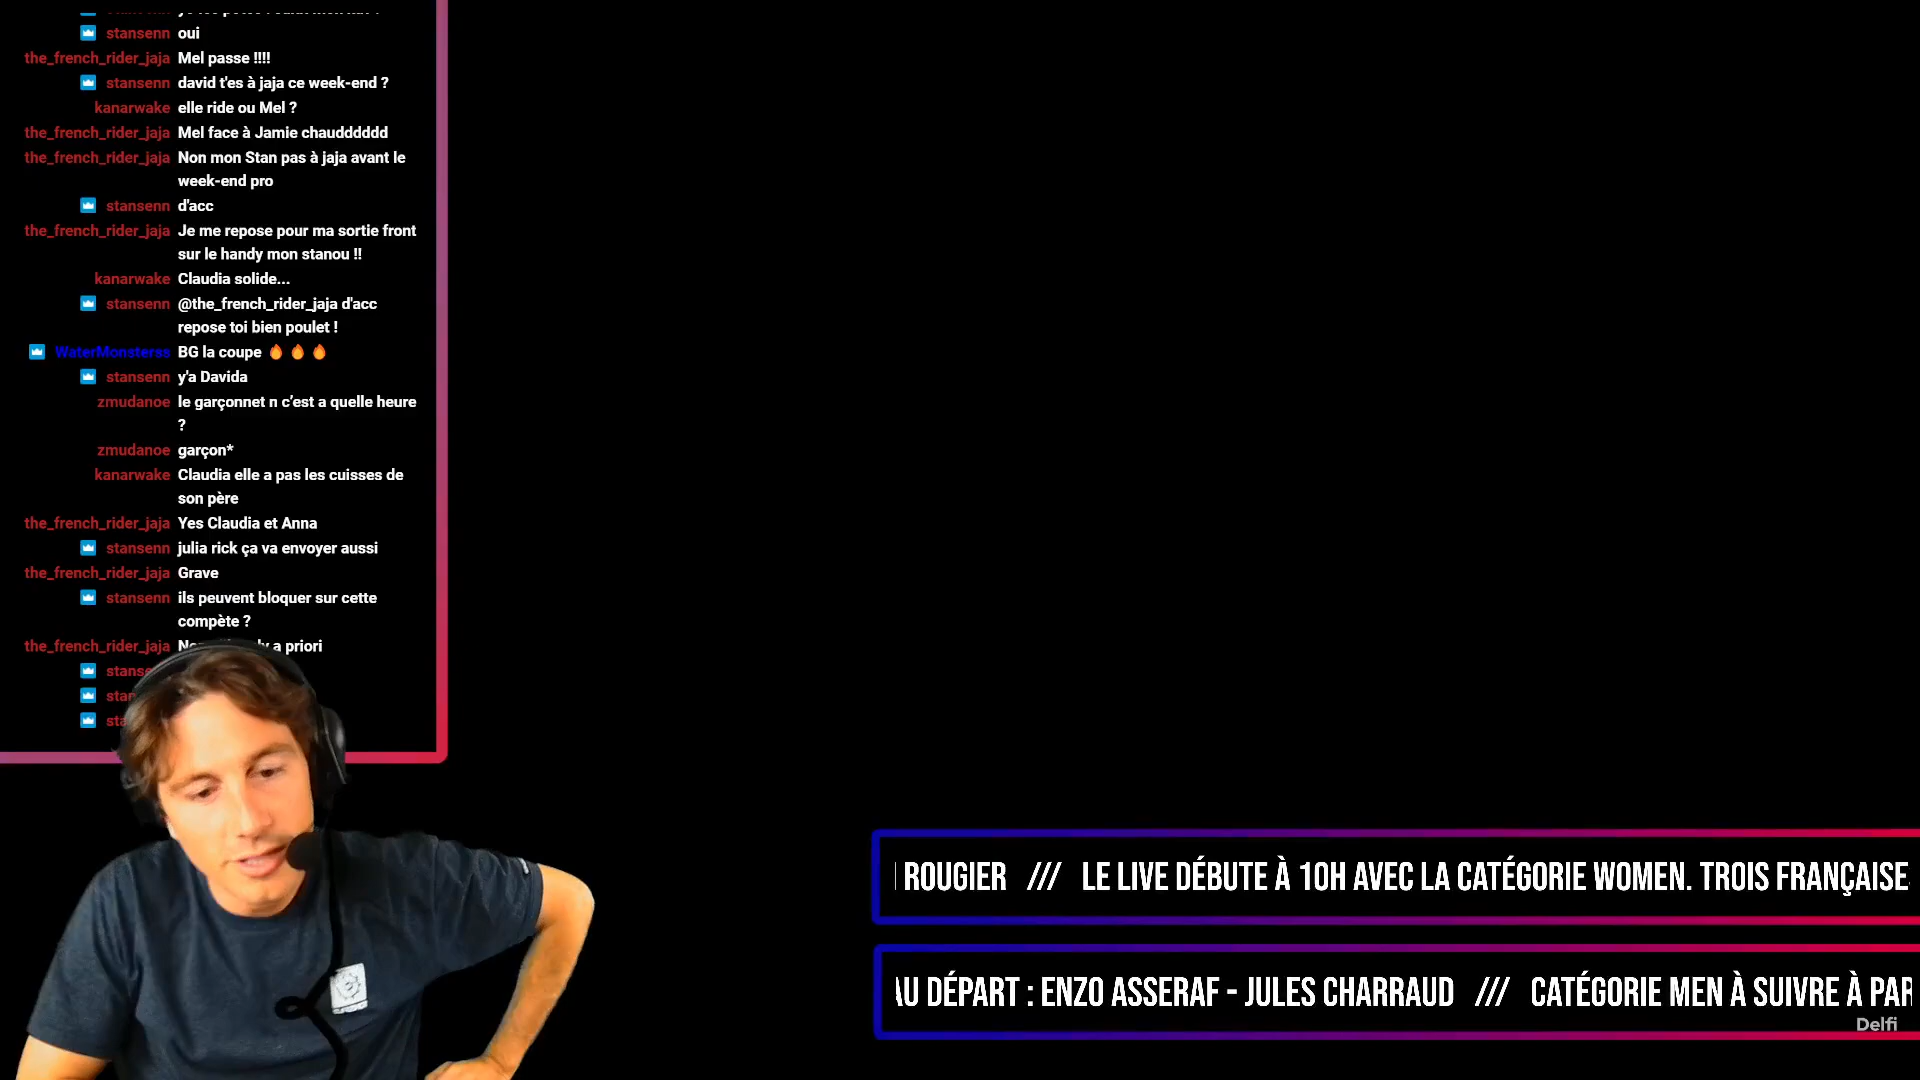 stansenn oui
the_french_rider_jaja Mel passe !!!!
stansenn david t'es à jaja ce week-end ?
kanarwake elle ride ou Mel ?
the_french_rider_jaja Mel face à Jamie chaudddddd
the_french_rider_jaja Non mon Stan pas à jaja avant le
week-end pro
stansenn d'acc
the_french_rider_jaja Je me repose pour ma sortie front
sur le handy mon stanou !!
kanarwake Claudia solide...
stansenn @the_french_rider_jaja d'acc
repose toi bien poulet !
WaterMonsterss BG la coupe 🔥 🔥 🔥
stansenn y'a Davida
zmudanoe le garçonnet n c'est a quelle heure
?
zmudanoe garçon*
kanarwake Claudia elle a pas les cuisses de
son père
the_french_rider_jaja Yes Claudia et Anna
stansenn julia rick ça va envoyer aussi
the_french_rider_jaja Grave
stansenn ils peuvent bloquer sur cette
compète ?
the_french_rider_jaja a priori
ROUGIER /// LE LIVE DÉBUTE À 10H AVEC LA CATÉGORIE WOMEN. TROIS FRANÇAISE
AU DÉPART : ENZO ASSERAF - JULES CHARRAUD /// CATÉGORIE MEN À SUIVRE À PAR
Delfi